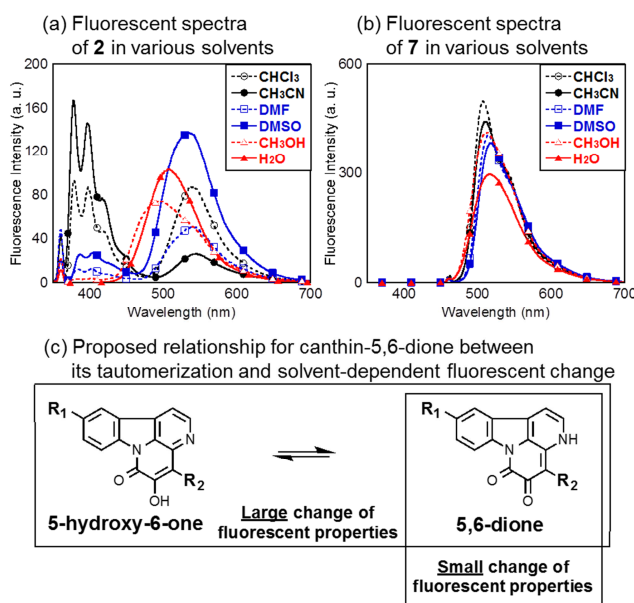 (a) Fluorescent spectra
of 2 in various solvents
(b) Fluorescent spectra
of 7 in various solvents
Fluorescence Intensity (a. u.)
200
160
120
80
40
0
400
500
600
700
Wavelength (nm)
CHCl3
CH3CN
DMF
DMSO
CH3OH
H2O
Fluorescence Intensity (a. u.)
600
300
0
400
500
600
700
Wavelength (nm)
CHCl3
CH3CN
DMF
DMSO
CH3OH
H2O
(c) Proposed relationship for canthin-5,6-dione between
its tautomerization and solvent-dependent fluorescent change
R1
N
N
O
OH
R2
5-hydroxy-6-one
R1
N
NH
O
O
R2
5,6-dione
Large change of
fluorescent properties
Small change of
fluorescent properties